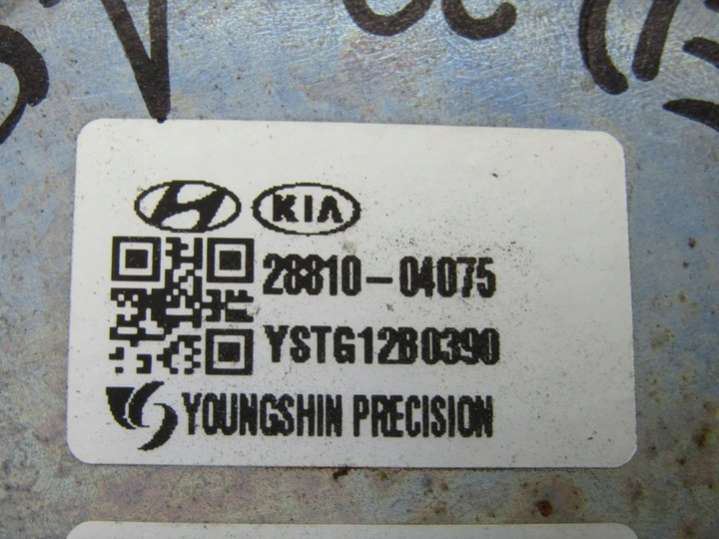 KIA
28810-04075
YSTG12B0390
YOUNGSHIN PRECISION